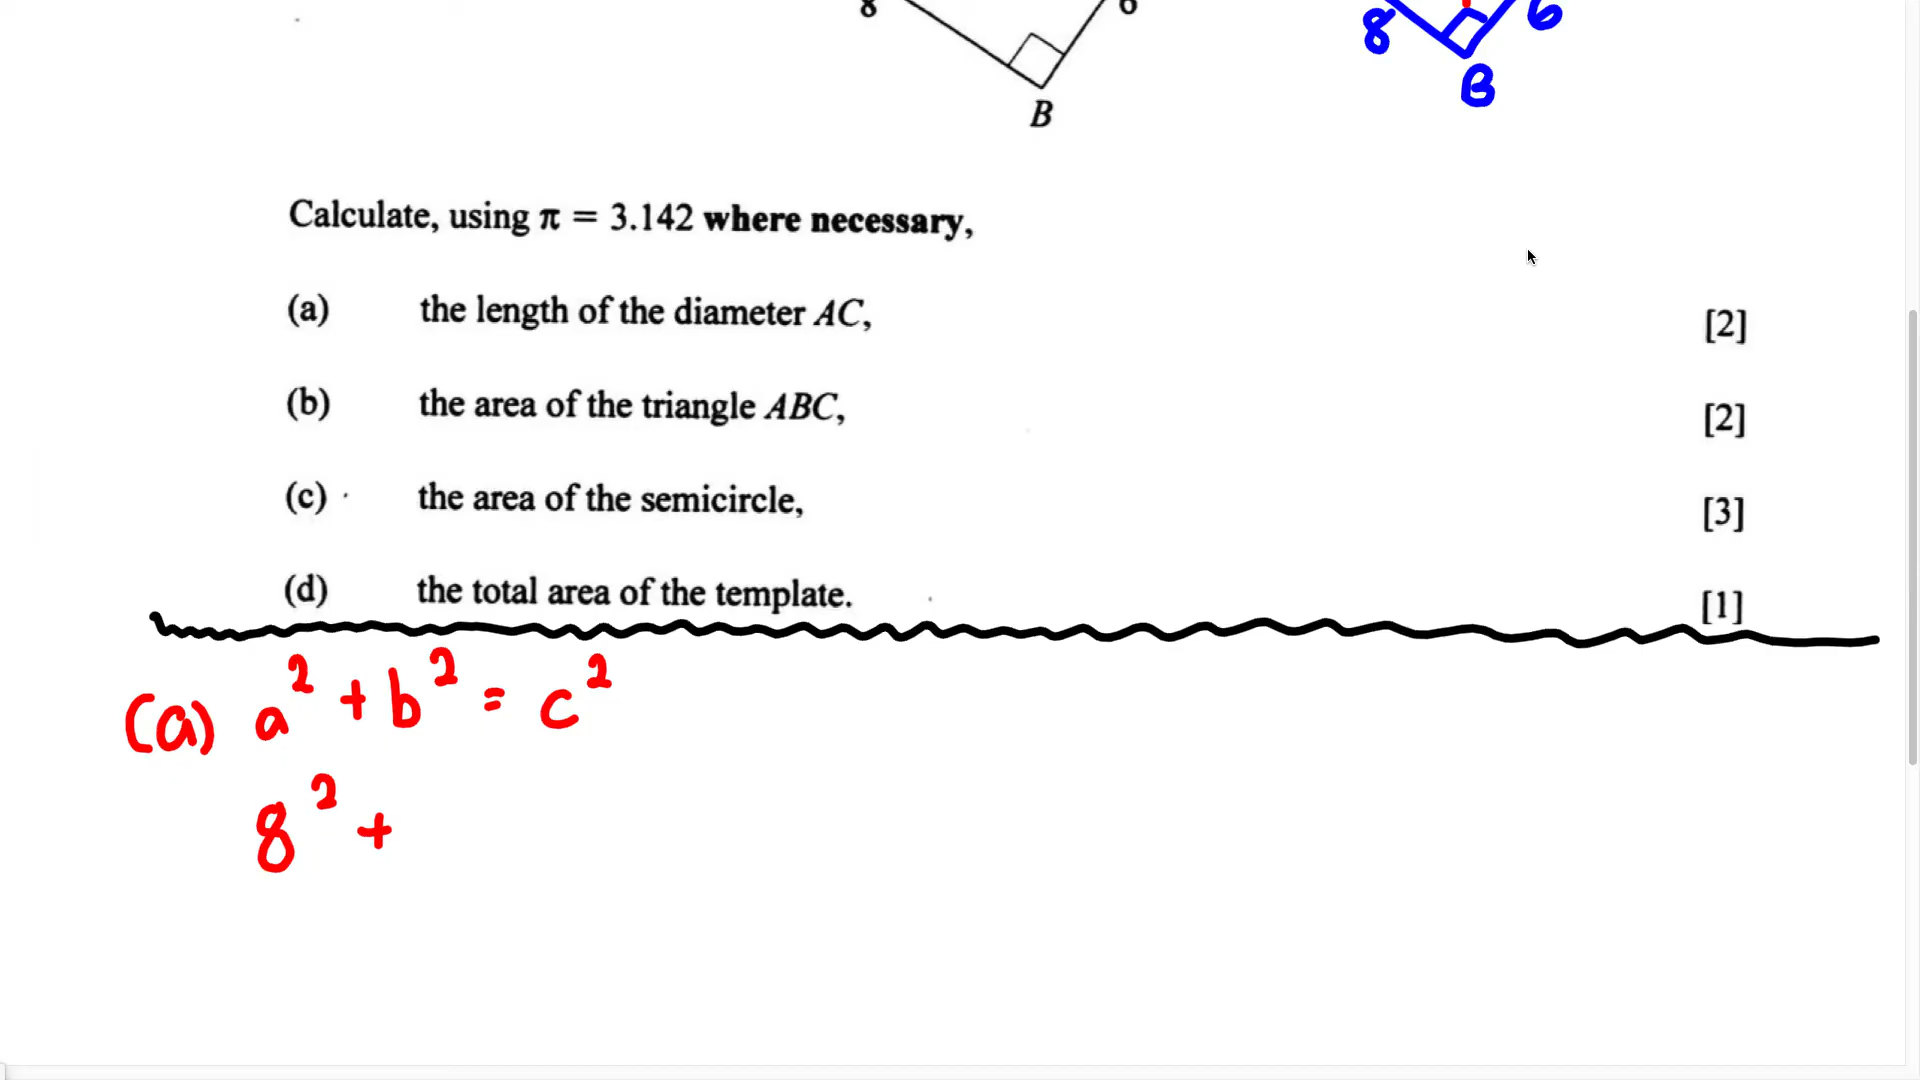 8 6 8 6
B B
Calculate, using π = 3.142 where necessary,
(a) the length of the diameter AC, [2]
(b) the area of the triangle ABC, [2]
(c) the area of the semicircle, [3]
(d) the total area of the template. [1]
(a) a² + b² = c²
8² +